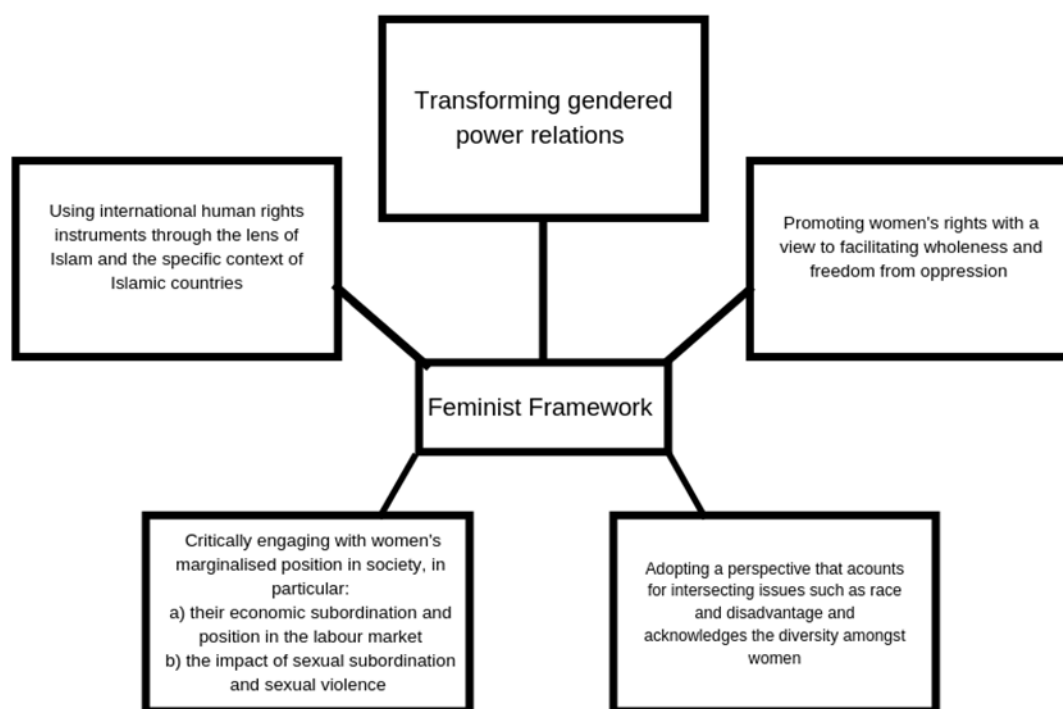 Transforming gendered
power relations
Using international human rights
instruments through the lens of
Islam and the specific context of
Islamic countries
Promoting women's rights with a
view to facilitating wholeness and
freedom from oppression
Feminist Framework
Critically engaging with women's
marginalised position in society, in
particular:
a) their economic subordination and
position in the labour market
b) the impact of sexual subordination
and sexual violence
Adopting a perspective that acounts
for intersecting issues such as race
and disadvantage and
acknowledges the diversity amongst
women